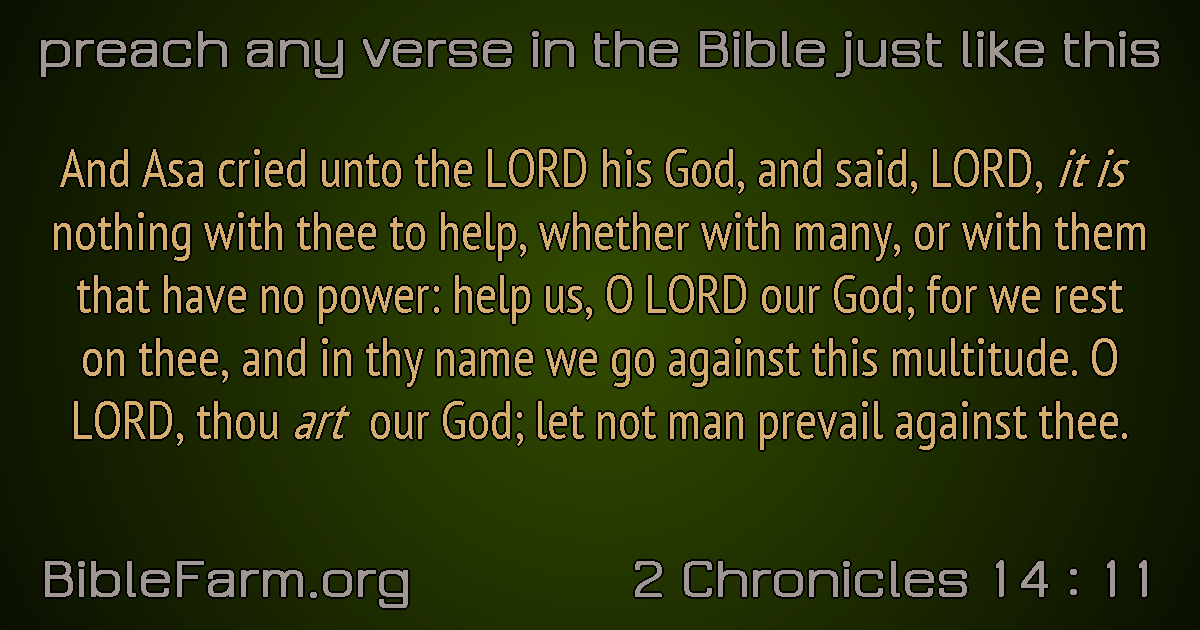 preach any verse in the Bible just like this
And Asa cried unto the LORD his God, and said, LORD, it is
nothing with thee to help, whether with many, or with them
that have no power: help us, O LORD our God; for we rest
on thee, and in thy name we go against this multitude. O
LORD, thou art our God; let not man prevail against thee.
BibleFarm.org
2 Chronicles 14 : 11